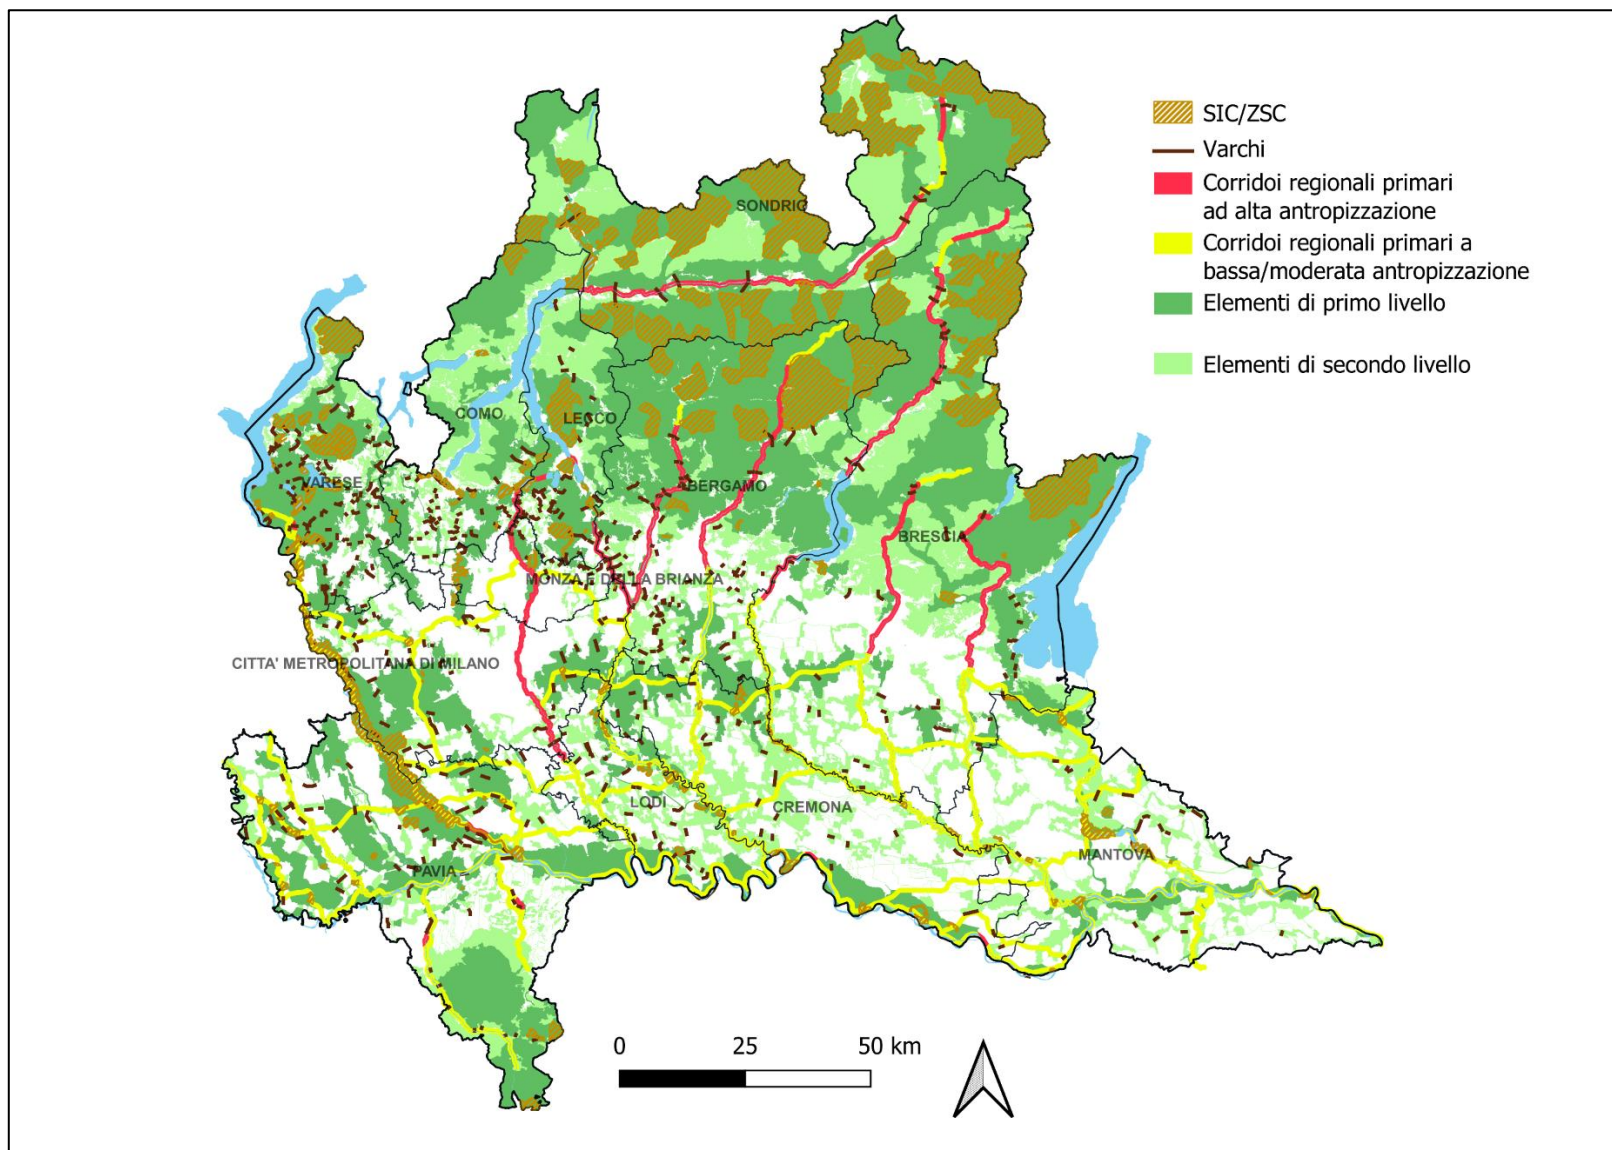 SIC/ZSC
Varchi
Corridoi regionali primari
ad alta antropizzazione
Corridoi regionali primari a
bassa/moderata antropizzazione
Elementi di primo livello
Elementi di secondo livello
SONDRIO
COMO
LECCO
VARESE
BERGAMO
BRESCIA
MONZA E DELLA BRIANZA
CITTA' METROPOLITANA DI MILANO
LODI
CREMONA
MANTOVA
PAVIA
0 25 50 km